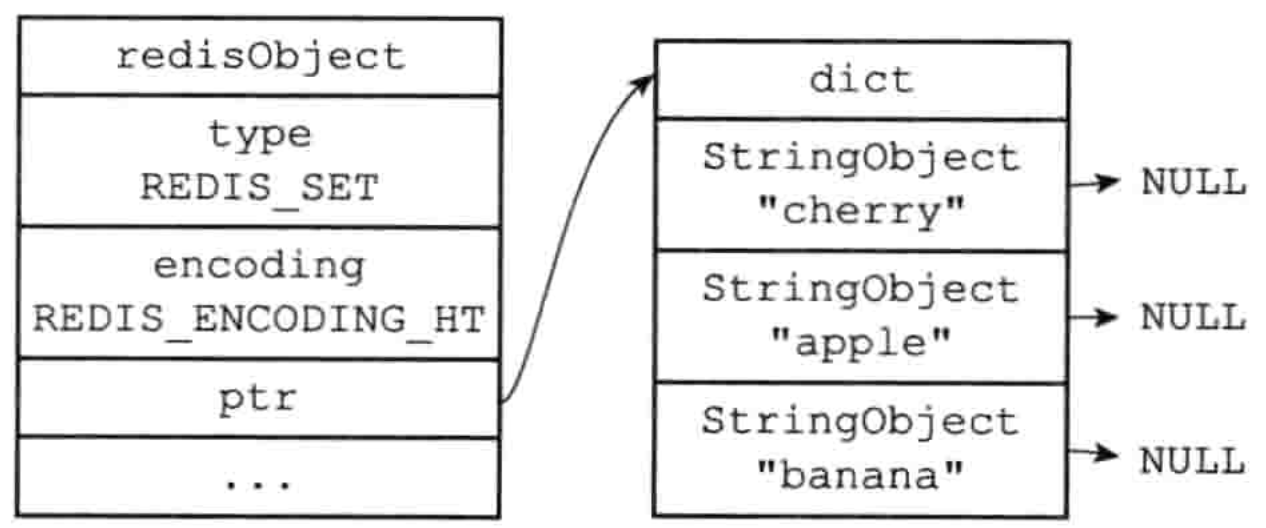 redisObject
type
REDIS_SET
encoding
REDIS_ENCODING_HT
ptr
...
dict
StringObject
"cherry"
NULL
StringObject
"apple"
NULL
StringObject
"banana"
NULL